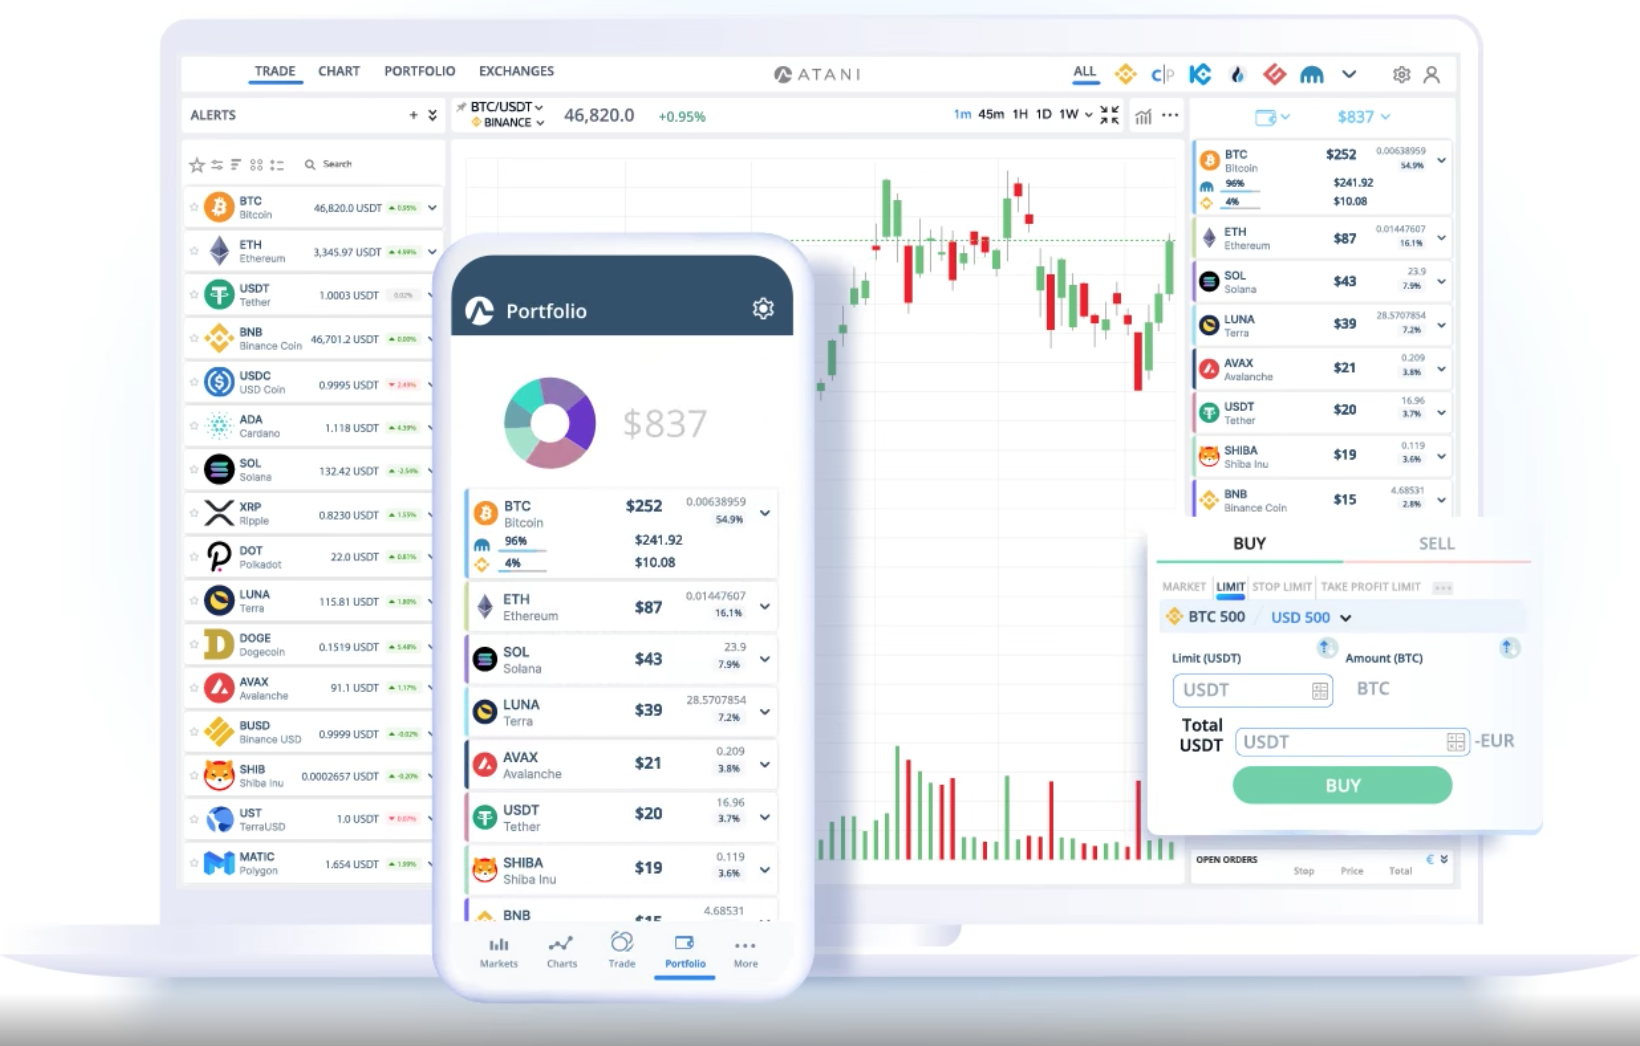 TRADE CHART PORTFOLIO EXCHANGES
ATANI
ALL
C|P
ALERTS
+
BTC/USDT
BINANCE
46,820.0
+0.95%
1m 45m 1H 1D 1W
$837
Search
BTC
Bitcoin
46,820.0 USDT
0.95%
ETH
Ethereum
3,345.97 USDT
4.99%
USDT
Tether
1.0003 USDT
0.02%
BNB
Binance Coin
46,701.2 USDT
0.00%
USDC
USD Coin
0.9995 USDT
2.49%
ADA
Cardano
1.118 USDT
4.39%
SOL
Solana
132.42 USDT
-2.54%
XRP
Ripple
0.8230 USDT
1.55%
DOT
Polkadot
22.0 USDT
0.81%
LUNA
Terra
115.81 USDT
1.80%
DOGE
Dogecoin
0.1519 USDT
5.48%
AVAX
Avalanche
91.1 USDT
1.17%
BUSD
Binance USD
0.9999 USDT
-0.02%
SHIB
Shiba Inu
0.0002657 USDT
-0.20%
UST
TerraUSD
1.0 USDT
0.07%
MATIC
Polygon
1.654 USDT
1.99%
Portfolio
$837
BTC
Bitcoin
$252
0.00638959
54.9%
96%
$241.92
4%
$10.08
ETH
Ethereum
$87
0.01447607
16.1%
SOL
Solana
$43
23.9
7.9%
LUNA
Terra
$39
28.5707854
7.2%
AVAX
Avalanche
$21
0.209
3.8%
USDT
Tether
$20
16.96
3.7%
SHIBA
Shiba Inu
$19
0.119
3.6%
BNB
$15
4.68531
Markets Charts Trade Portfolio More
BTC
Bitcoin
$252
0.00638959
54.9%
96%
$241.92
4%
$10.08
ETH
Ethereum
$87
0.01447607
16.1%
SOL
Solana
$43
23.9
7.9%
LUNA
Terra
$39
28.5707854
7.2%
AVAX
Avalanche
$21
0.209
3.8%
USDT
Tether
$20
16.96
3.7%
SHIBA
Shiba Inu
$19
0.119
3.6%
BNB
Binance Coin
$15
4.68531
2.8%
BUY SELL
MARKET LIMIT STOP LIMIT TAKE PROFIT LIMIT
BTC 500 / USD 500
Limit (USDT) Amount (BTC)
USDT BTC
Total
USDT
USDT
-EUR
BUY
OPEN ORDERS
€
Stop Price Total